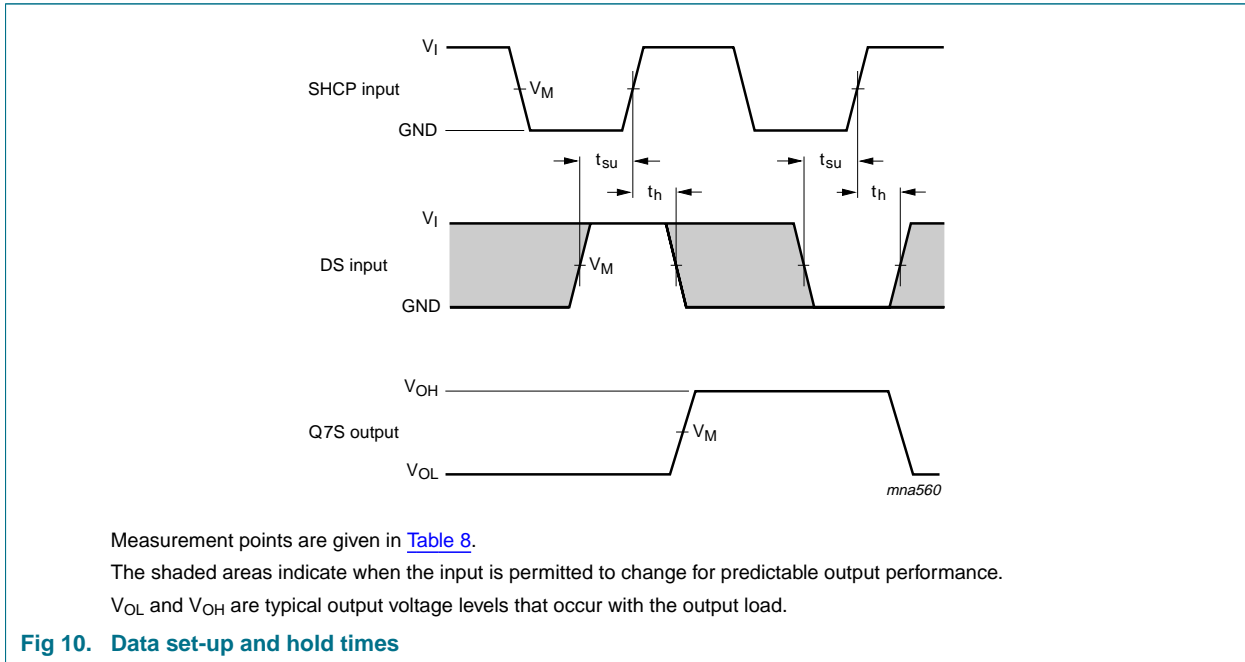 VI
SHCP input
VM
GND
tsu
tsu
th
th
VI
DS input
VM
GND
VOH
Q7S output
VM
VOL
mna560
Measurement points are given in Table 8.
The shaded areas indicate when the input is permitted to change for predictable output performance.
VOL and VOH are typical output voltage levels that occur with the output load.
Fig 10. Data set-up and hold times